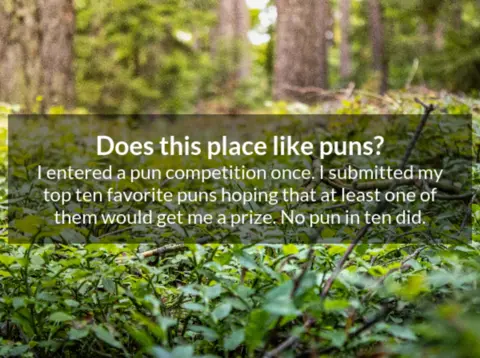 Does this place like puns?
I entered a pun competition once. I submitted my
top ten favorite puns hoping that at least one of
them would get me a prize. No pun in ten did.